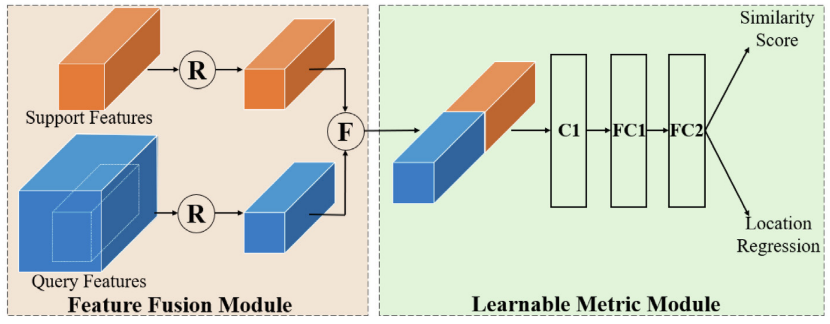 R
Support Features
F
R
Query Features
Feature Fusion Module
C1
FC1
FC2
Similarity
Score
Location
Regression
Learnable Metric Module